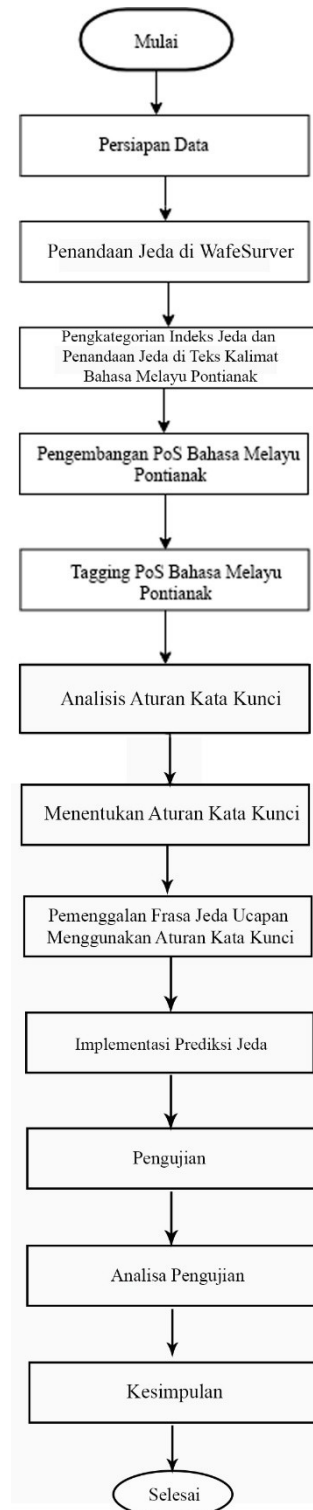 Mulai
Persiapan Data
Penandaan Jeda di WafeSurver
Pengkategorian Indeks Jeda dan
Penandaan Jeda di Teks Kalimat
Bahasa Melayu Pontianak
Pengembangan PoS Bahasa Melayu
Pontianak
Tagging PoS Bahasa Melayu
Pontianak
Analisis Aturan Kata Kunci
Menentukan Aturan Kata Kunci
Pemenggalan Frasa Jeda Ucapan
Menggunakan Aturan Kata Kunci
Implementasi Prediksi Jeda
Pengujian
Analisa Pengujian
Kesimpulan
Selesai